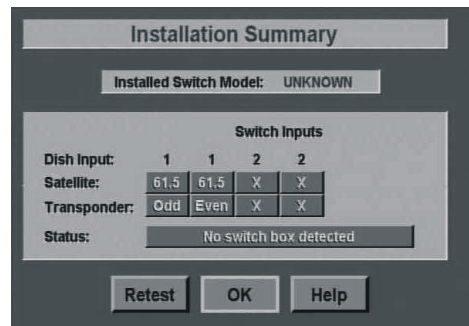 Installation Summary
Installed Switch Model: UNKNOWN
Switch Inputs
Dish Input: 1 1 2 2
Satellite: 61.5 61.5 X X
Transponder: Odd Even X X
Status: No switch box detected
Retest OK Help